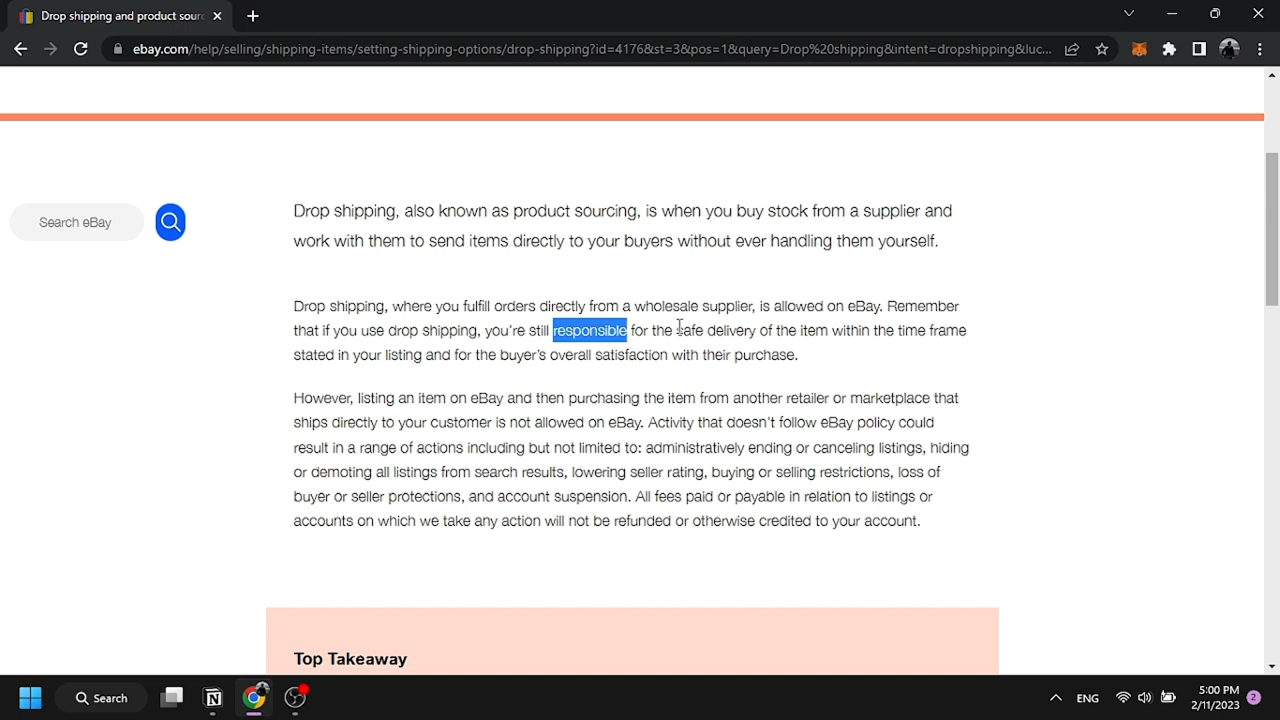 Drop shipping and product sour
ebay.com/help/selling/shipping-items/setting-shipping-options/drop-shipping?id=4176&st=3&pos=1&query=Drop%20shipping&intent=dropshipping&luc...
Search eBay
Drop shipping, also known as product sourcing, is when you buy stock from a supplier and
work with them to send items directly to your buyers without ever handling them yourself.
Drop shipping, where you fulfill orders directly from a wholesale supplier, is allowed on eBay. Remember
that if you use drop shipping, you're still responsible for the safe delivery of the item within the time frame
stated in your listing and for the buyer's overall satisfaction with their purchase.
However, listing an item on eBay and then purchasing the item from another retailer or marketplace that
ships directly to your customer is not allowed on eBay. Activity that doesn't follow eBay policy could
result in a range of actions including but not limited to: administratively ending or canceling listings, hiding
or demoting all listings from search results, lowering seller rating, buying or selling restrictions, loss of
buyer or seller protections, and account suspension. All fees paid or payable in relation to listings or
accounts on which we take any action will not be refunded or otherwise credited to your account.
Top Takeaway
Search
ENG
5:00 PM
2/11/2023
2